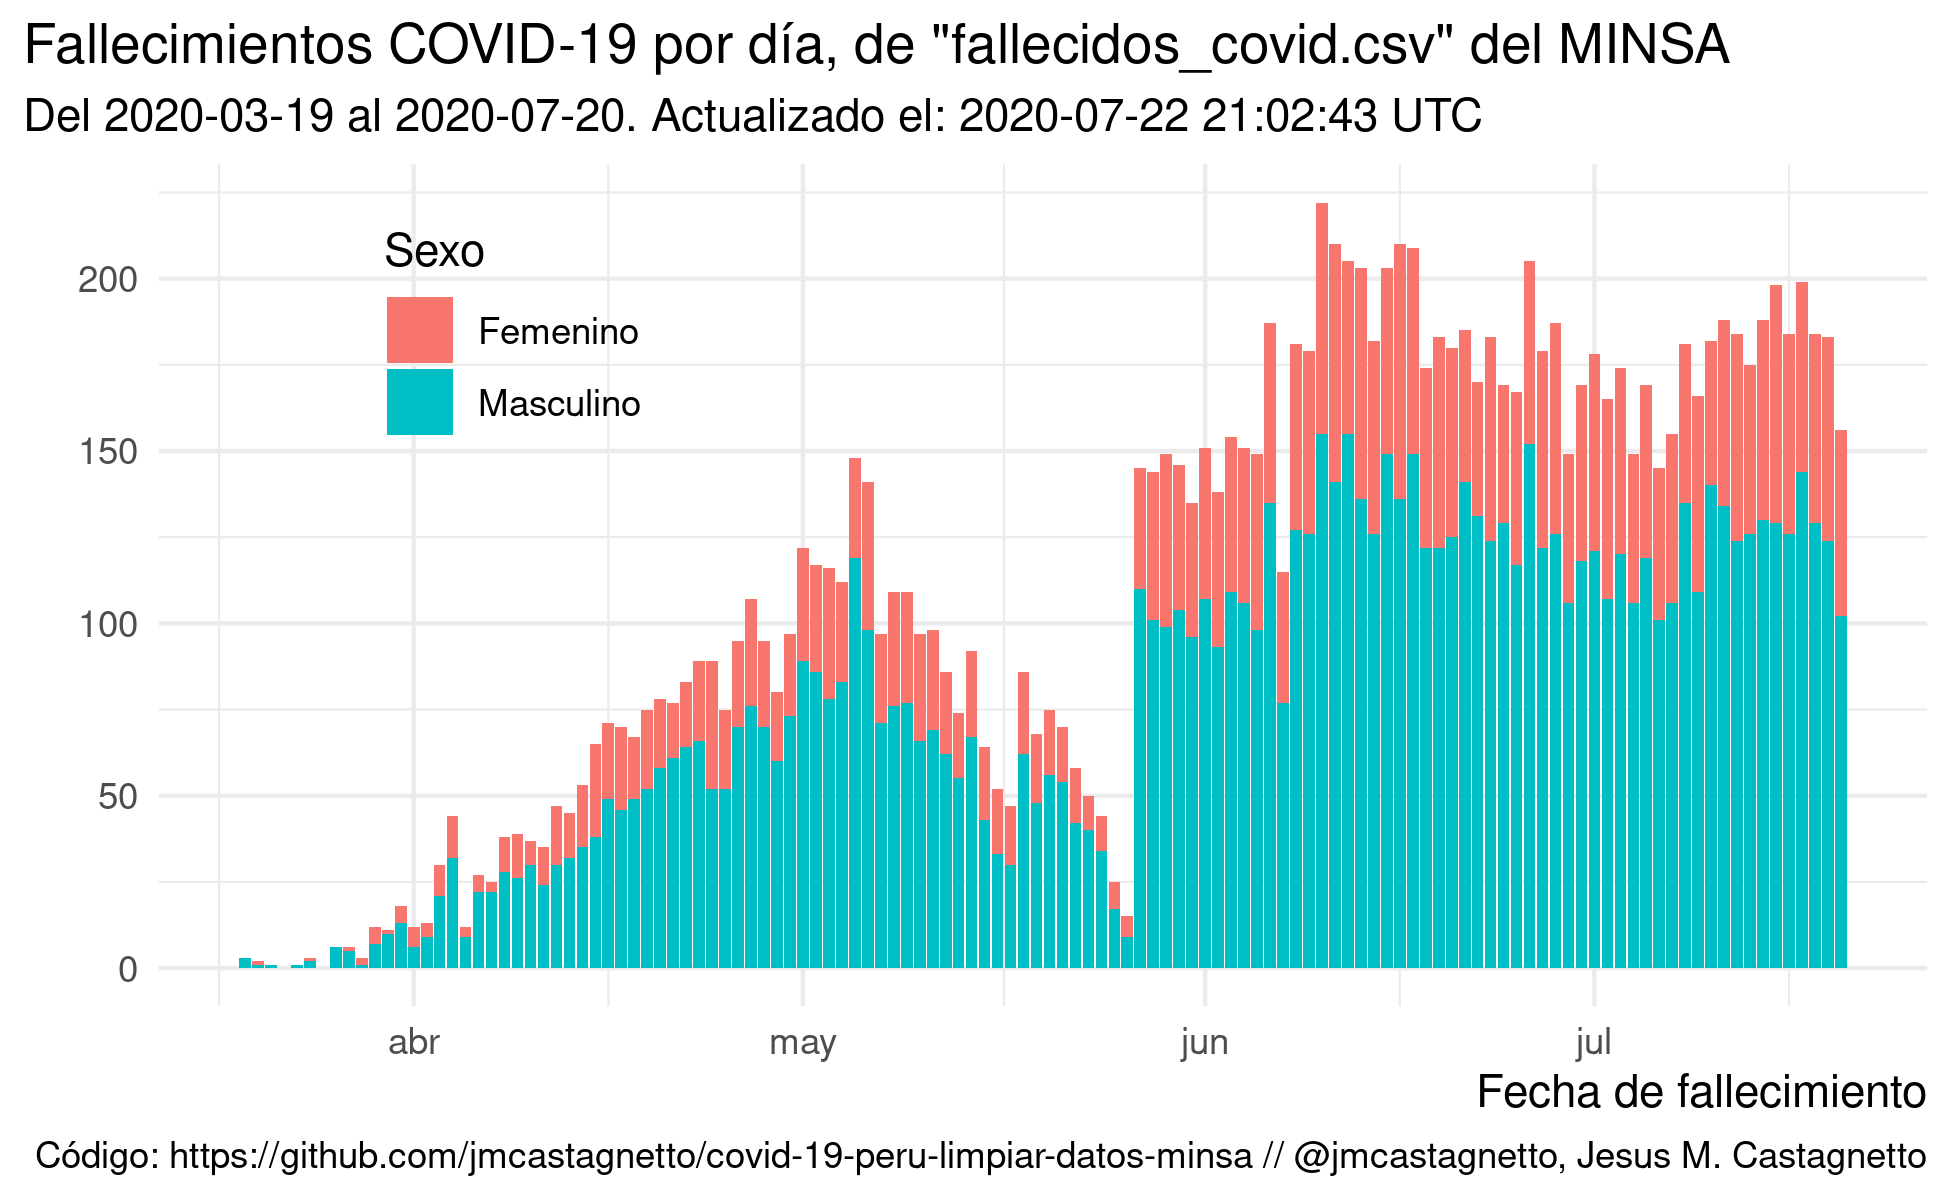 Fallecimientos COVID-19 por día, de "fallecidos_covid.csv" del MINSA
Del 2020-03-19 al 2020-07-20. Actualizado el: 2020-07-22 21:02:43 UTC
Sexo
Femenino
Masculino
200
150
100
50
0
abr may jun jul
Fecha de fallecimiento
Código: https://github.com/jmcastagnetto/covid-19-peru-limpiar-datos-minsa // @jmcastagnetto, Jesus M. Castagnetto